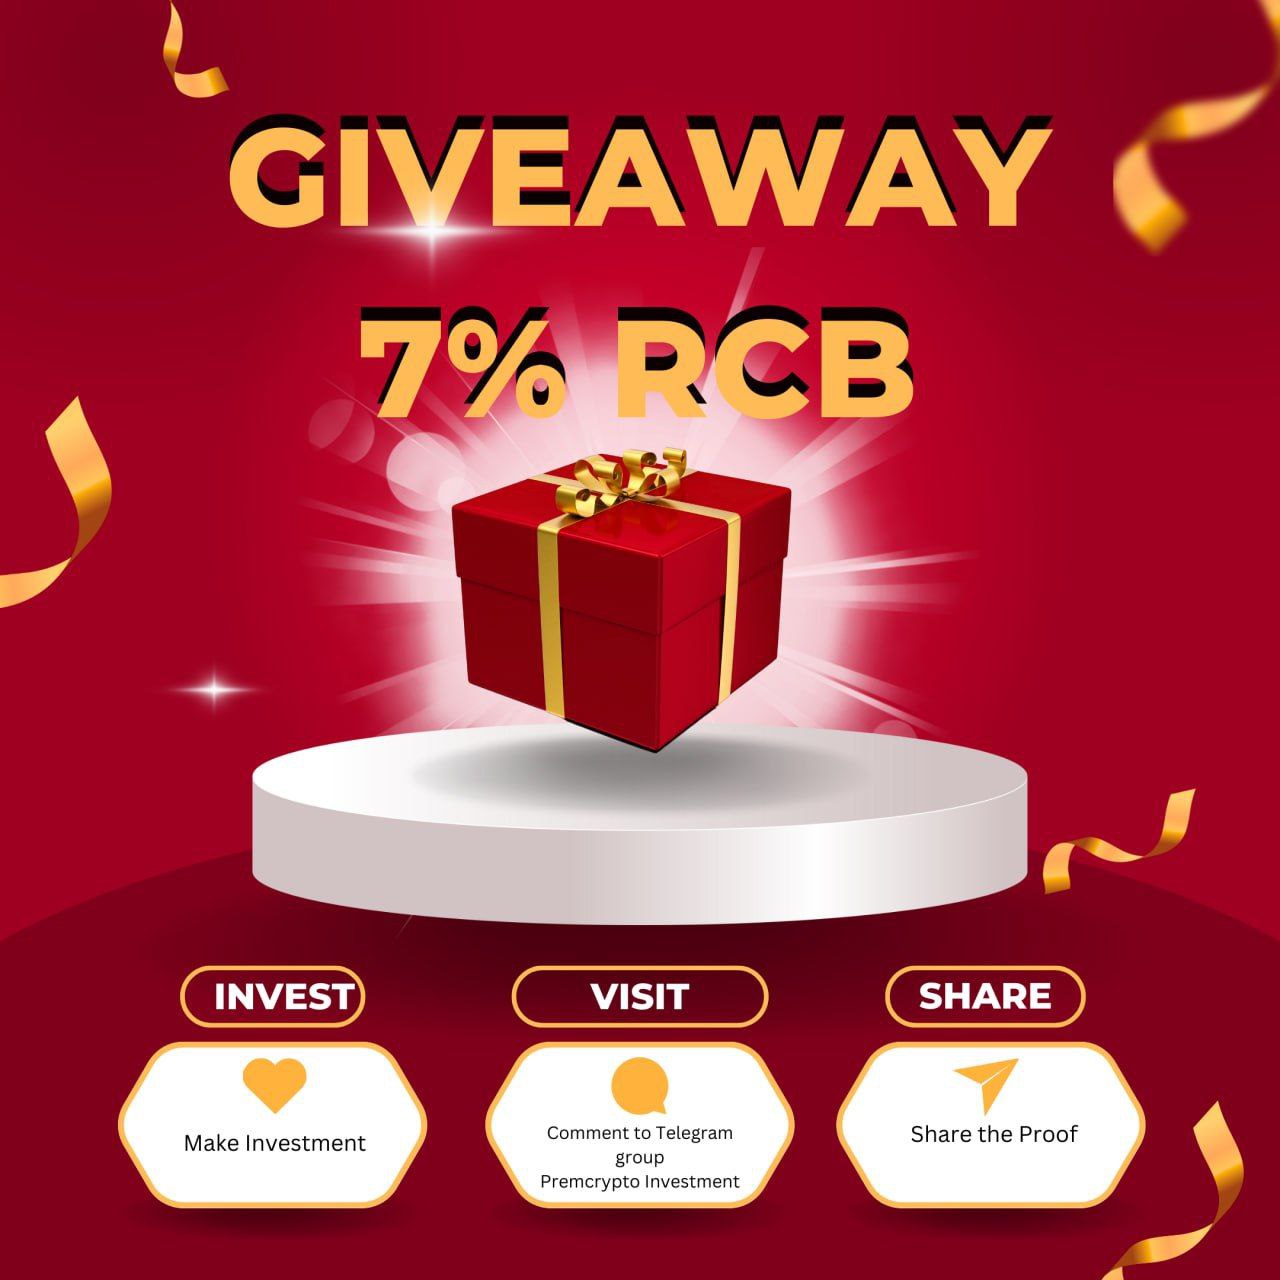 GIVEAWAY
7% RCB
INVEST
Make Investment
VISIT
Comment to Telegram
group
Premcrypto Investment
SHARE
Share the Proof